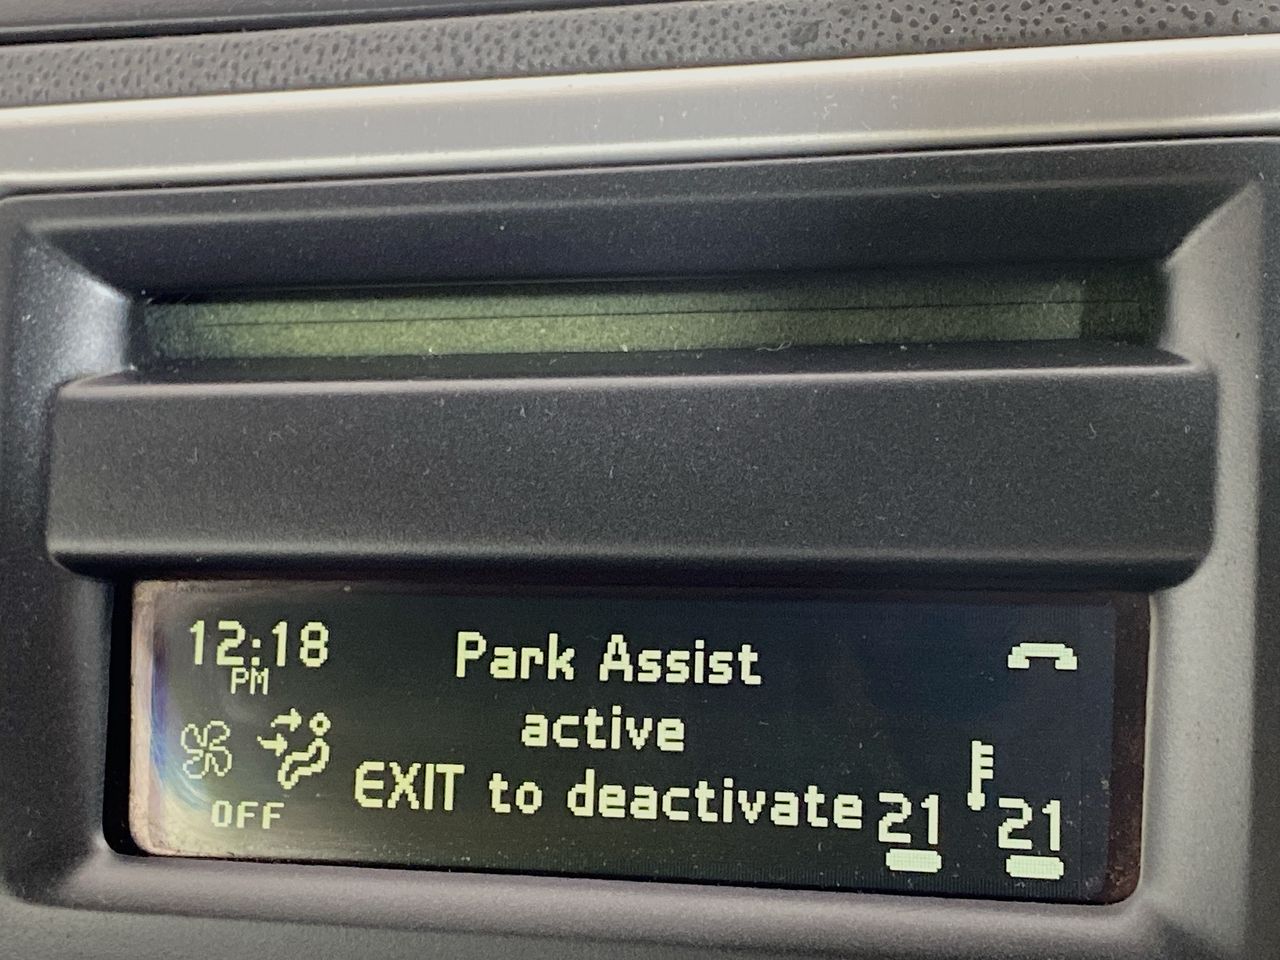 12:18
PM
Park Assist
active
EXIT to deactivate
OFF
21
21